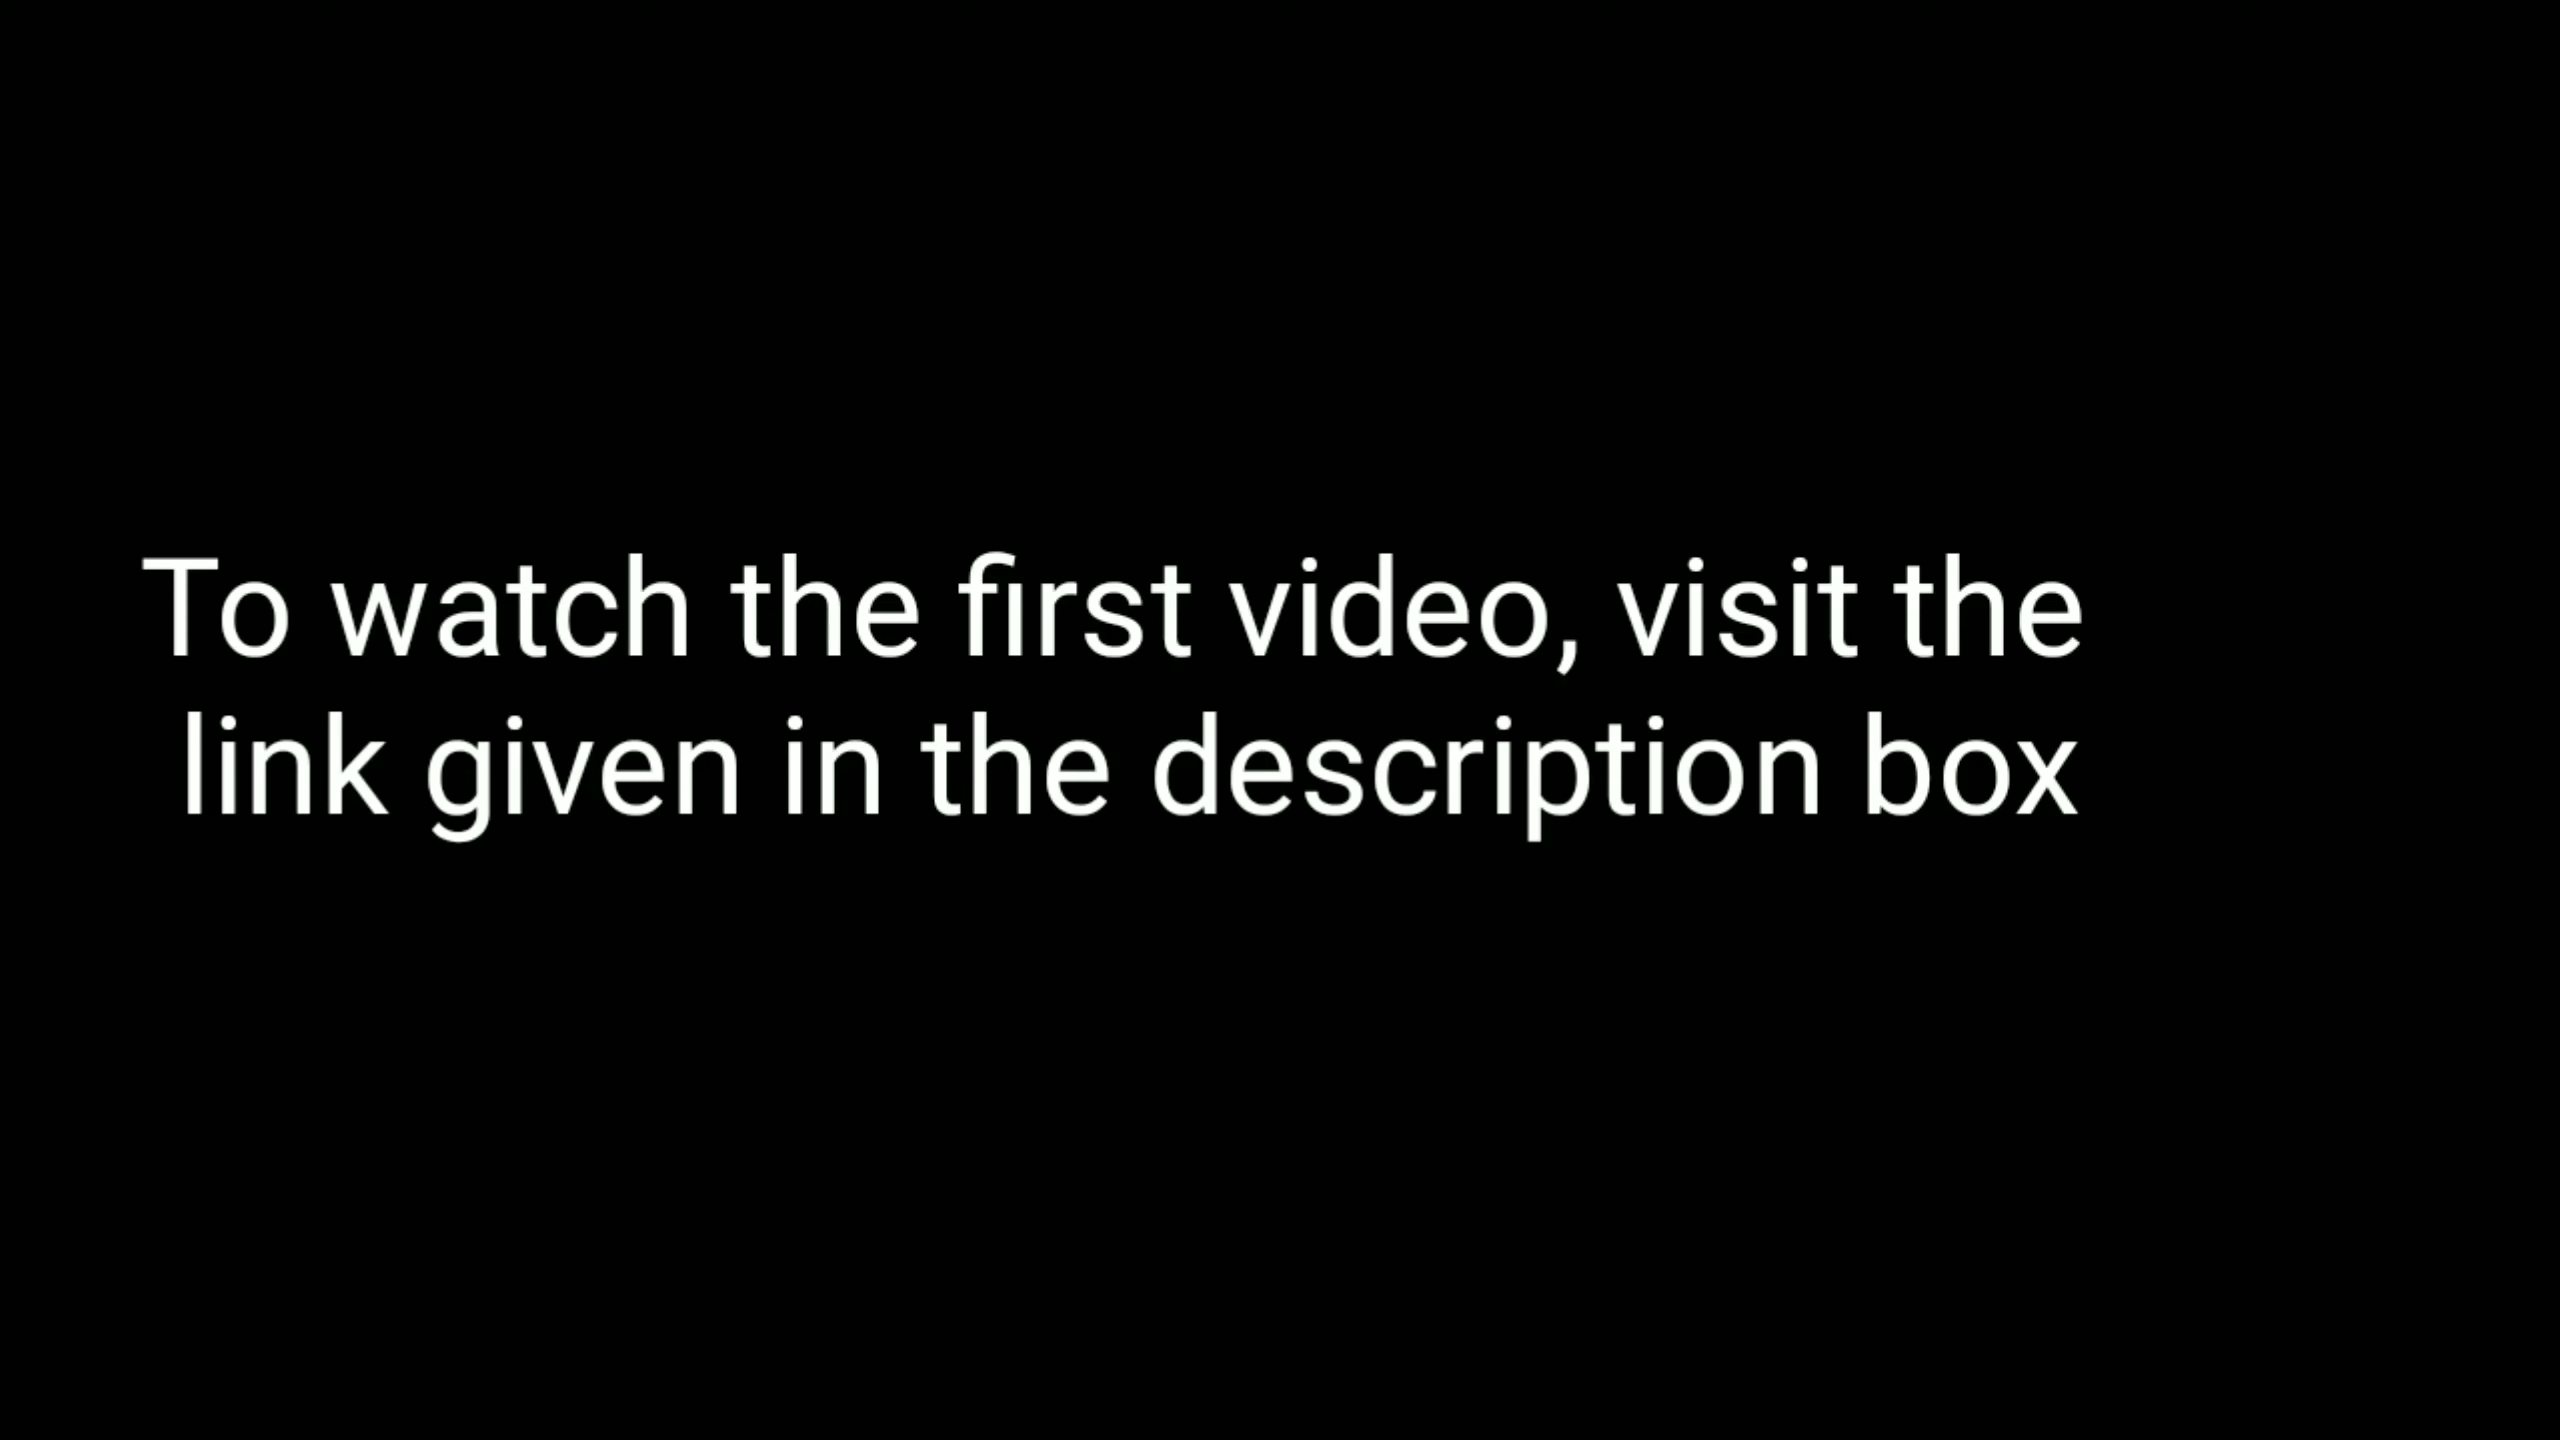 To watch the first video, visit the
link given in the description box